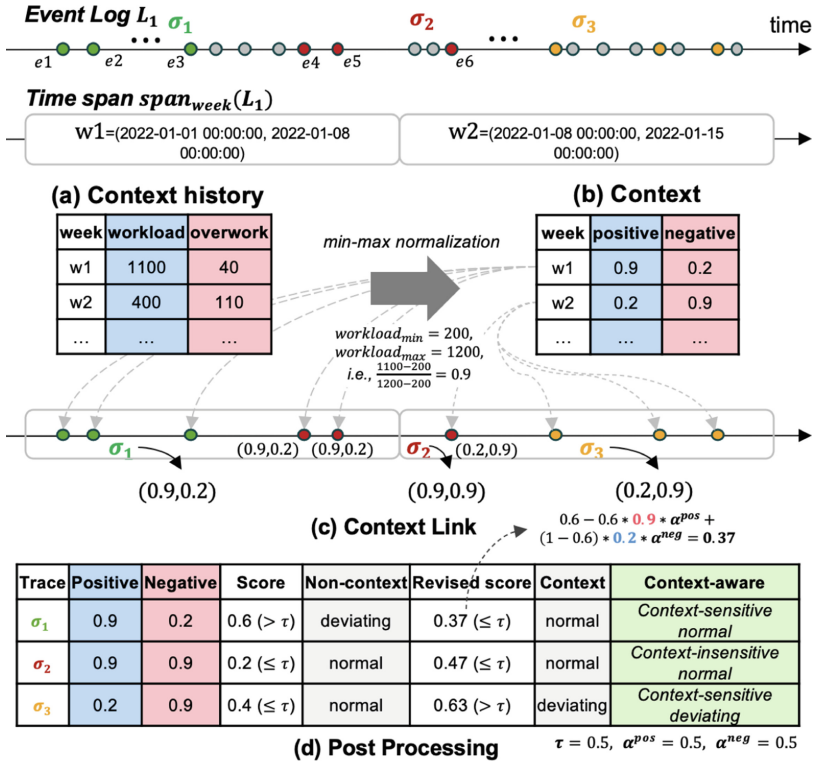 Event Log L₁
σ₁ σ₂ σ₃ time
... ...
e1 e2 e3 e4 e5 e6
Time span span_week(L₁)
w1=(2022-01-01 00:00:00, 2022-01-08
00:00:00)
w2=(2022-01-08 00:00:00, 2022-01-15
00:00:00)
(a) Context history
week workload overwork
w1 1100 40
w2 400 110
... ... ...
min-max normalization
workload_min = 200,
workload_max = 1200,
i.e., (1100−200)/(1200−200) = 0.9
(b) Context
week positive negative
w1 0.9 0.2
w2 0.2 0.9
... ... ...
σ₁ (0.9,0.2) (0.9,0.2) σ₂ (0.2,0.9) σ₃
(0.9,0.2) (0.9,0.9) (0.2,0.9)
(c) Context Link
0.6 − 0.6 * 0.9 * α^pos +
(1 − 0.6) * 0.2 * α^neg = 0.37
Trace Positive Negative Score Non-context Revised score Context Context-aware
σ₁ 0.9 0.2 0.6 (> τ) deviating 0.37 (≤ τ) normal Context-sensitive
normal
σ₂ 0.9 0.9 0.2 (≤ τ) normal 0.47 (≤ τ) normal Context-insensitive
normal
σ₃ 0.2 0.9 0.4 (≤ τ) normal 0.63 (> τ) deviating Context-sensitive
deviating
(d) Post Processing
τ = 0.5, α^pos = 0.5, α^neg = 0.5